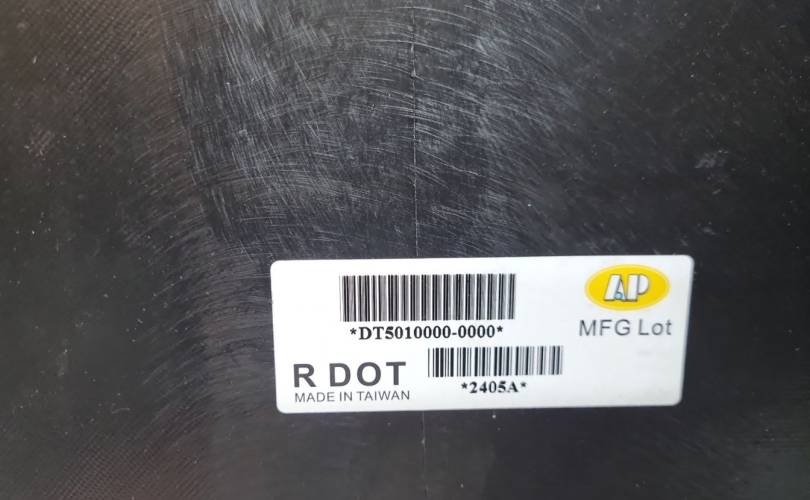 *DT5010000-0000*
AP
MFG Lot
R DOT
*2405A*
MADE IN TAIWAN